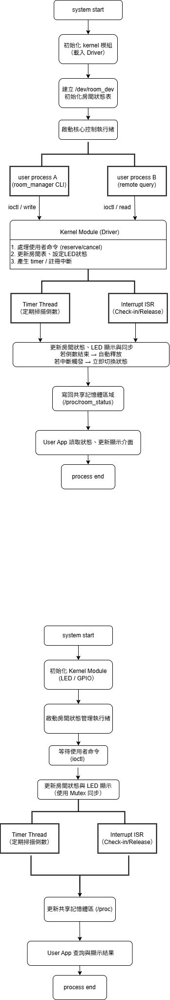 system start
初始化 kernel 模組
（載入 Driver）
建立 /dev/room_dev
初始化房間狀態表
啟動核心控制執行緒
user process A
(room_manager CLI)
user process B
(remote query)
ioctl / write
ioctl / read
Kernel Module (Driver)
1. 處理使用者命令 (reserve/cancel)
2. 更新房間表、設定LED狀態
3. 產生 timer / 註冊中斷
Timer Thread
（定期掃描倒數）
Interrupt ISR
（Check-in/Release）
更新房間狀態、LED 顯示與同步
若倒數結束 → 自動釋放
若中斷觸發 → 立即切換狀態
寫回共享記憶體區域
(/proc/room_status)
User App 讀取狀態、更新顯示介面
process end
system start
初始化 Kernel Module
(LED / GPIO）
啟動房間狀態管理執行緒
等待使用者命令
(ioctl)
更新房間狀態與 LED 顯示
（使用 Mutex 同步）
Timer Thread
（定期掃描倒數）
Interrupt ISR
（Check-in/Release）
更新共享記憶體區 (/proc)
User App 查詢與顯示結果
process end